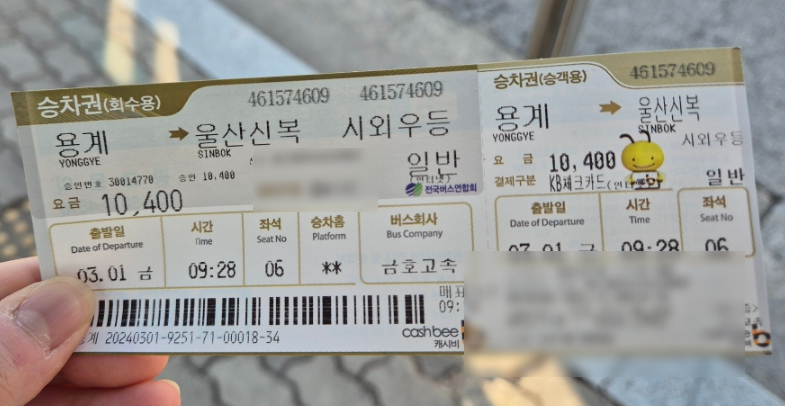 승차권(회수용) 461574609 461574609
용계 울산신복 시외우등
YONGGYE SINBOK
승인번호 30014770 승인 10,400 일반
요금 10,400
전국버스연합회
출발일 시간 좌석 승차홈 버스회사
Date of Departure Time Seat No Platform Bus Company
03.01 금 09:28 06 ** 금호고속
09:
20240301-9251-71-00018-34
cashbee
캐시비
승차권(승객용) 461574609
용계 울산신복
YONGGYE SINBOK
시외우등
요 금 10,400
결제구분 KB체크카드 일반
출발일 시간 좌석
Date of Departure Time Seat No
03.01 금 09:28 06